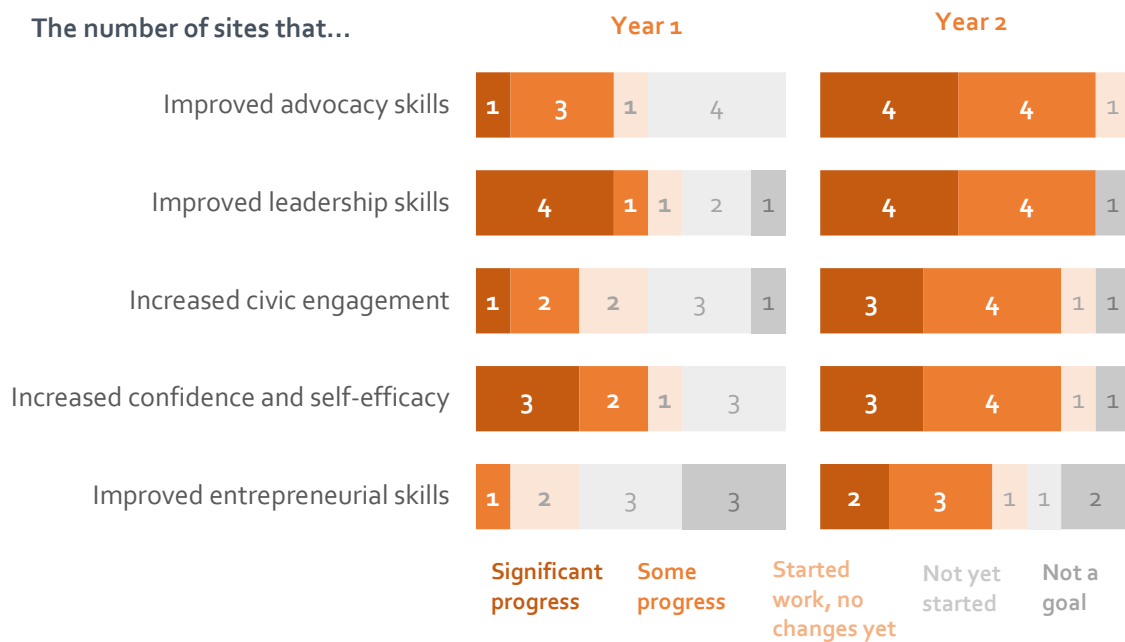 The number of sites that...
Year 1
Year 2
Improved advocacy skills
1 3 1 4
4 4 1
Improved leadership skills
4 1 1 2 1
4 4 1
Increased civic engagement
1 2 2 3 1
3 4 1 1
Increased confidence and self-efficacy
3 2 1 3
3 4 1 1
Improved entrepreneurial skills
1 2 3 3
2 3 1 1 2
Significant
progress
Some
progress
Started
work, no
changes yet
Not yet
started
Not a
goal